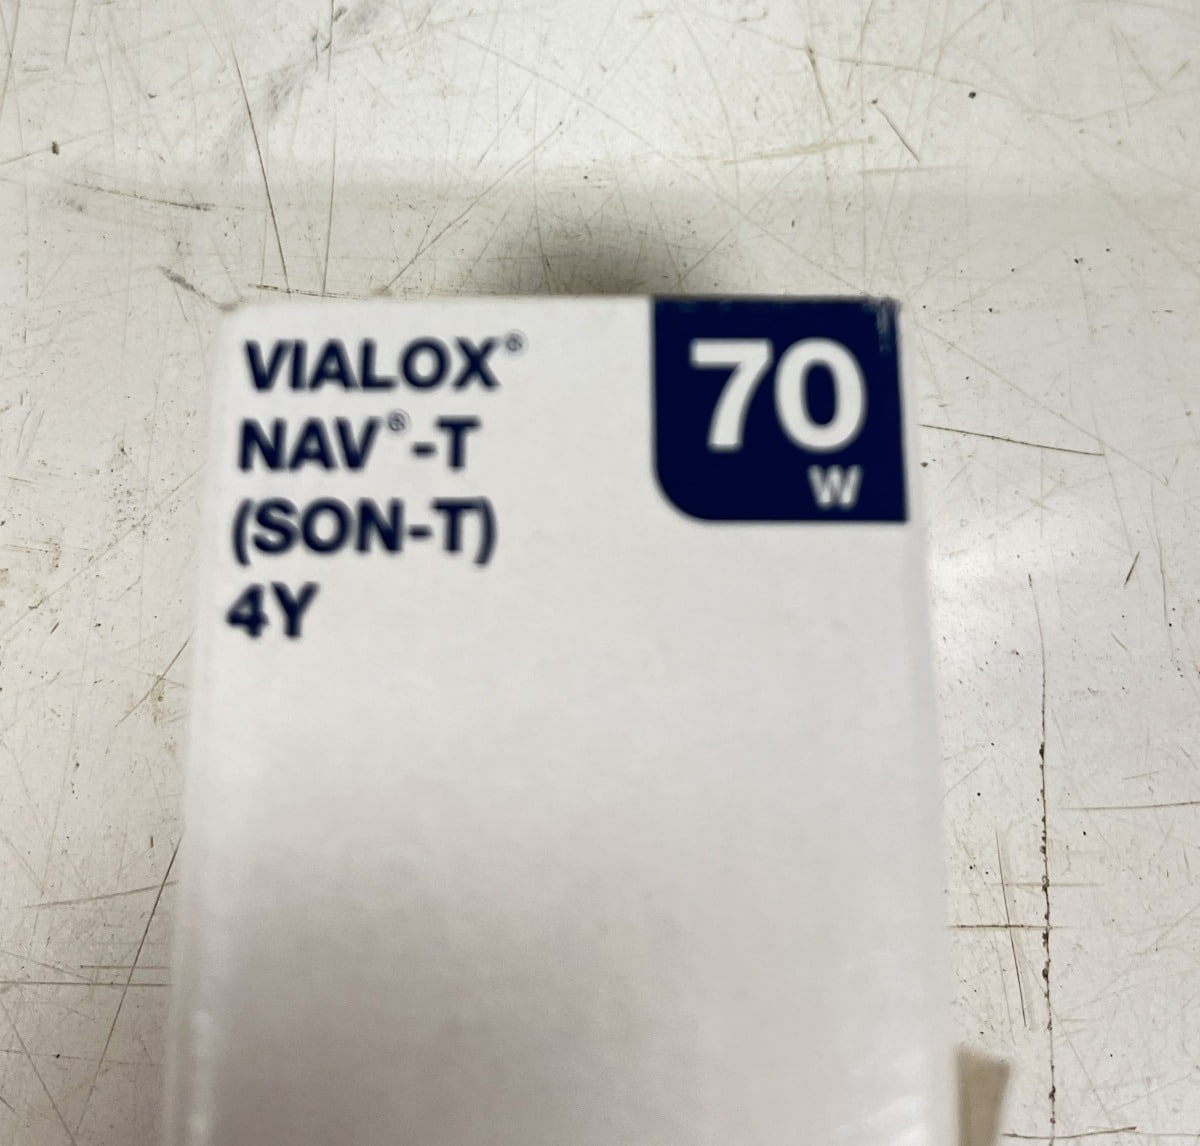 VIALOX®
NAV®-T
(SON-T)
4Y
70
W